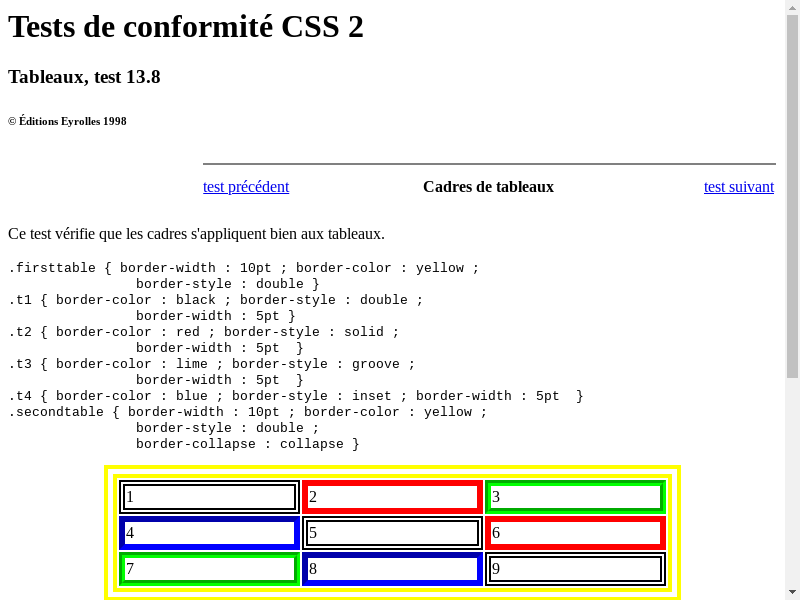 Tests de conformité CSS 2
Tableaux, test 13.8
© Éditions Eyrolles 1998
test précédent Cadres de tableaux test suivant
Ce test vérifie que les cadres s'appliquent bien aux tableaux.
.firsttable { border-width : 10pt ; border-color : yellow ;
border-style : double }
.t1 { border-color : black ; border-style : double ;
border-width : 5pt }
.t2 { border-color : red ; border-style : solid ;
border-width : 5pt  }
.t3 { border-color : lime ; border-style : groove ;
border-width : 5pt  }
.t4 { border-color : blue ; border-style : inset ; border-width : 5pt  }
.secondtable { border-width : 10pt ; border-color : yellow ;
border-style : double ;
border-collapse : collapse }
1 2 3
4 5 6
7 8 9